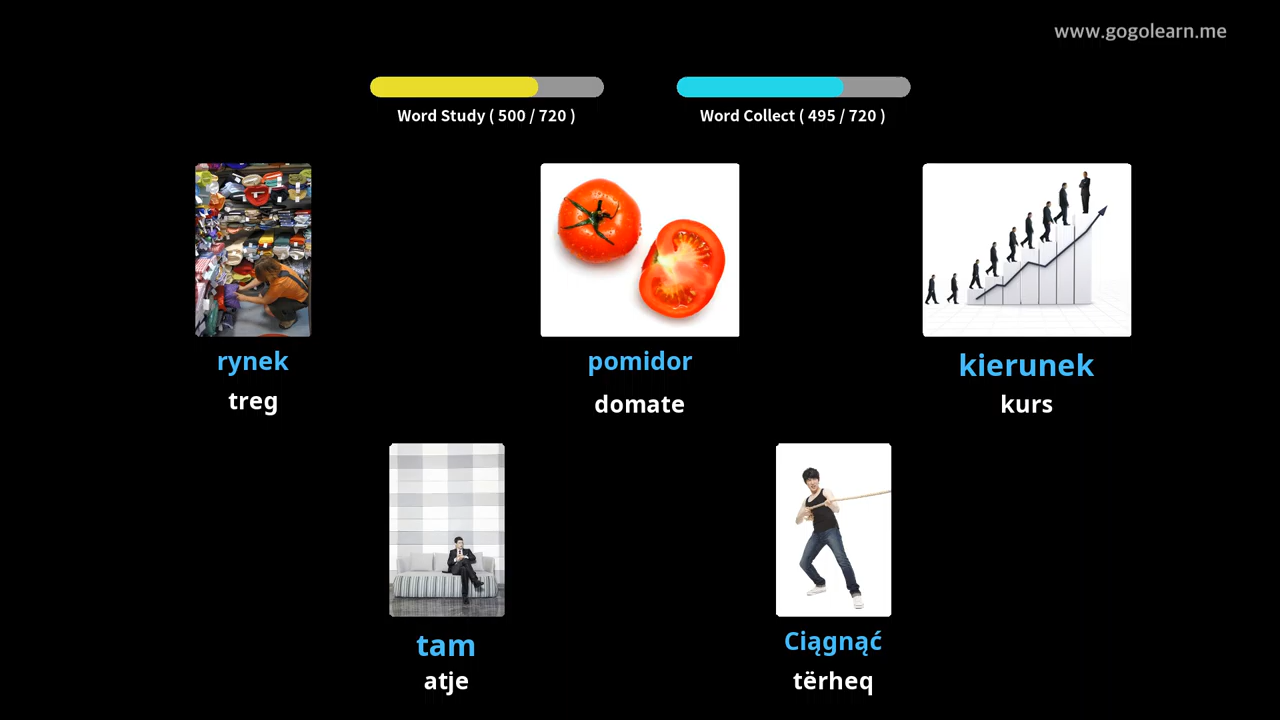 www.gogolearn.me
Word Study ( 500 / 720 )
Word Collect ( 495 / 720 )
rynek
treg
pomidor
domate
kierunek
kurs
tam
atje
Ciągnąć
tërheq